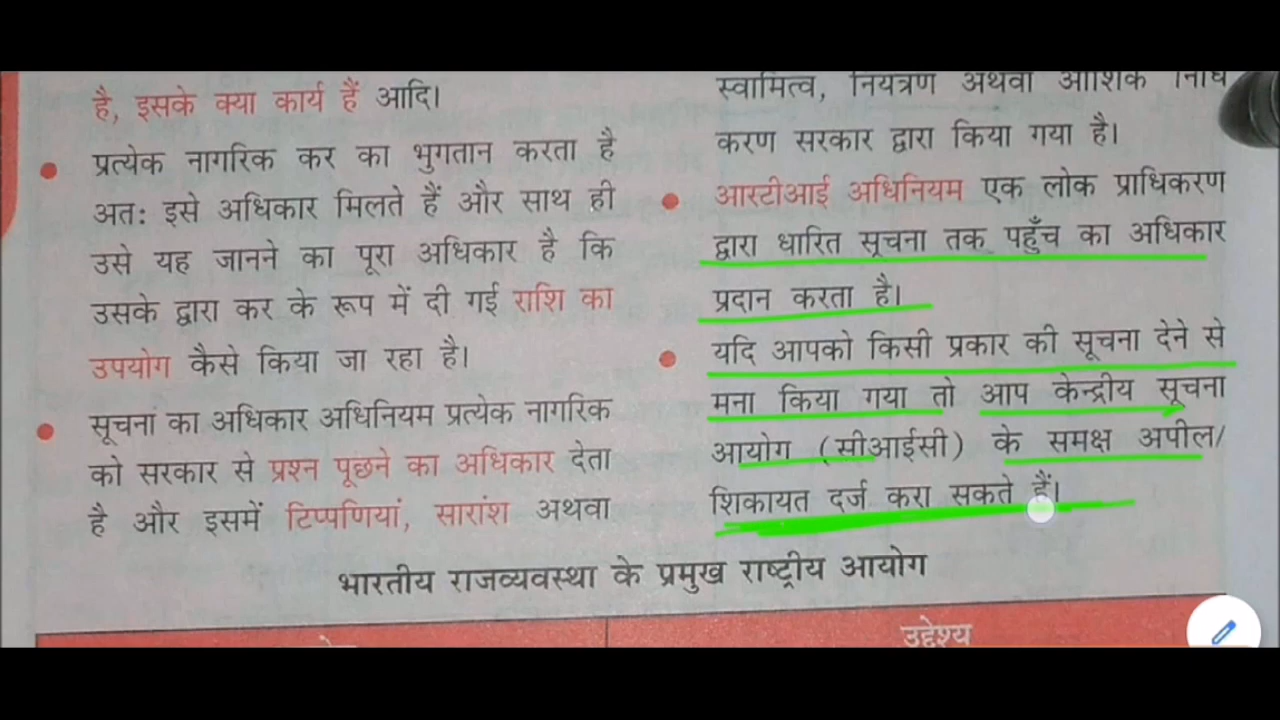 है, इसके क्या कार्य हैं आदि।
प्रत्येक नागरिक कर का भुगतान करता है
अतः इसे अधिकार मिलते हैं और साथ ही
उसे यह जानने का पूरा अधिकार है कि
उसके द्वारा कर के रूप में दी गई राशि का
उपयोग कैसे किया जा रहा है।
सूचना का अधिकार अधिनियम प्रत्येक नागरिक
को सरकार से प्रश्न पूछने का अधिकार देता
है और इसमें टिप्पणियां, सारांश अथवा
स्वामित्व, नियंत्रण अथवा आंशिक
करण सरकार द्वारा किया गया है।
आरटीआई अधिनियम एक लोक प्राधिकरण
द्वारा धारित सूचना तक पहुँच का अधिकार
प्रदान करता है।
यदि आपको किसी प्रकार की सूचना देने से
मना किया गया तो आप केन्द्रीय सूचना
आयोग (सीआईसी) के समक्ष अपील/
शिकायत दर्ज करा सकते हैं।
भारतीय राजव्यवस्था के प्रमुख राष्ट्रीय आयोग
उद्देश्य